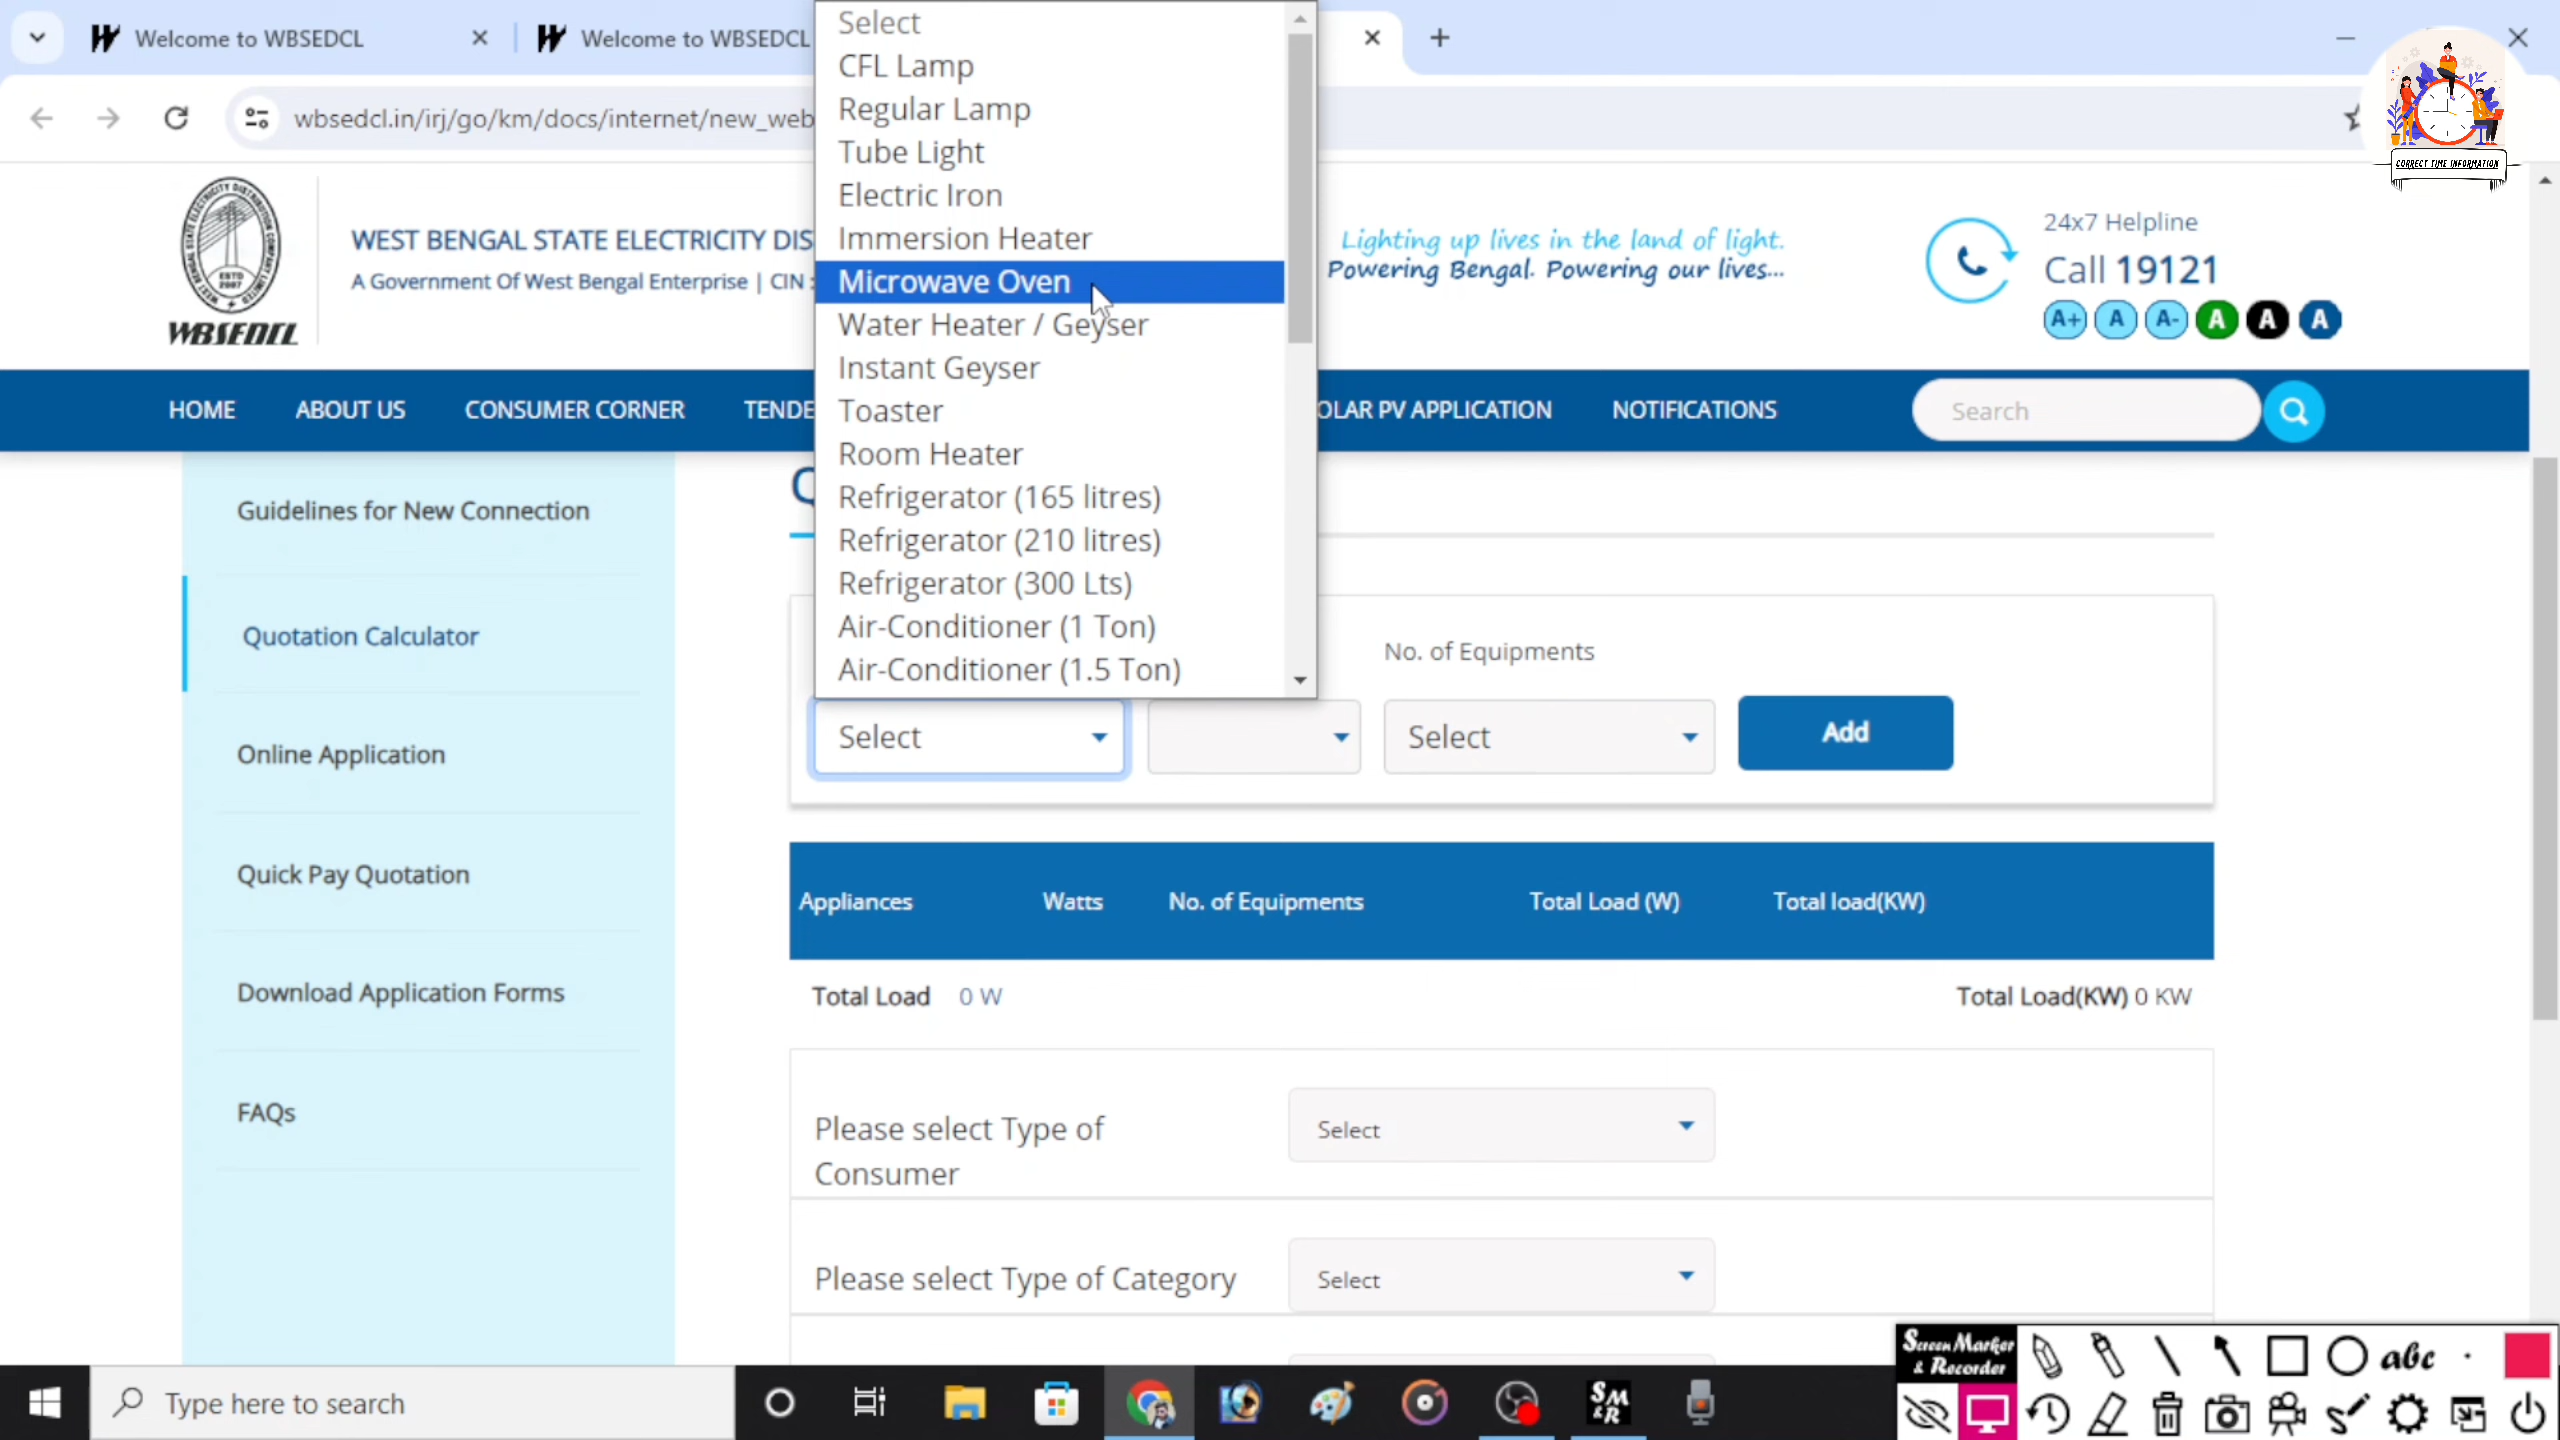 Welcome to WBSEDCL
Welcome to WBSEDCL
wbsedcl.in/irj/go/km/docs/internet/new_web
CORRECT TIME INFORMATION
Select
CFL Lamp
Regular Lamp
Tube Light
Electric Iron
Immersion Heater
Microwave Oven
Water Heater / Geyser
Instant Geyser
Toaster
Room Heater
Refrigerator (165 litres)
Refrigerator (210 litres)
Refrigerator (300 Lts)
Air-Conditioner (1 Ton)
Air-Conditioner (1.5 Ton)
WBSEDCL
WEST BENGAL STATE ELECTRICITY DIS
A Government Of West Bengal Enterprise | CIN :
Lighting up lives in the land of light.
Powering Bengal. Powering our lives...
24x7 Helpline
Call 19121
A+ A A- A A A
HOME ABOUT US CONSUMER CORNER TENDE OLAR PV APPLICATION NOTIFICATIONS Search
Guidelines for New Connection
Quotation Calculator
Online Application
Quick Pay Quotation
Download Application Forms
FAQs
Q
No. of Equipments
Select Select Add
Appliances Watts No. of Equipments Total Load (W) Total load(KW)
Total Load 0 W Total Load(KW) 0 KW
Please select Type of
Consumer
Select
Please select Type of Category Select
Screen Marker
& Recorder
abc
Type here to search
SM
&R